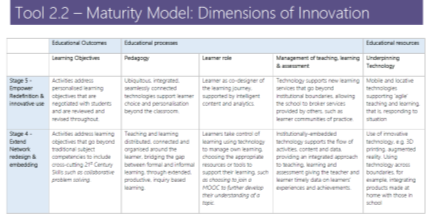 Tool 2.2 – Maturity Model: Dimensions of Innovation
Educational Outcomes
Educational processes
Educational resources
Learning Objectives
Pedagogy
Learner role
Management of teaching, learning
& assessment
Underpinning
Technology
Stage 5 -
Empower
Redefinition &
innovative use
Activities address
personalised learning
objectives that are
negotiated with students
and are reviewed and
revised throughout.
Ubiquitous, integrated,
seamlessly connected
technologies support learner
choice and personalisation
beyond the classroom.
Learner as co-designer of
the learning journey,
supported by intelligent
content and analytics.
Technology supports new learning
services that go beyond
institutional boundaries, allowing
the school to broker services
provided by others, such as
learner communities of practice.
Mobile and locative
technologies
supporting 'agile'
teaching and learning,
that is, responding to
situation
Stage 4 -
Extend
Network
redesign &
embedding
Activities address learning
objectives that go beyond
traditional subject
competencies to include
cross-cutting 21st Century
Skills such as collaborative
problem solving.
Teaching and learning
distributed, connected and
organised around the
learner, bridging the gap
between formal and informal
learning, through extended,
productive, inquiry based
learning.
Learners take control of
learning using technology
to manage own learning,
choosing the appropriate
resources or tools to
support their learning, such
as choosing to join a
MOOC to further develop
their understanding of a
topic.
Institutionally-embedded
technology supports the flow of
activities, content and data
providing an integrated approach
to teaching, learning and
assessment giving the teacher and
learner timely data on learners'
experiences and achievements.
Use of innovative
technology, e.g. 3D
printing, augmented
reality. Using
technology across
boundaries, for
example, integrating
products made at
home with those in
school